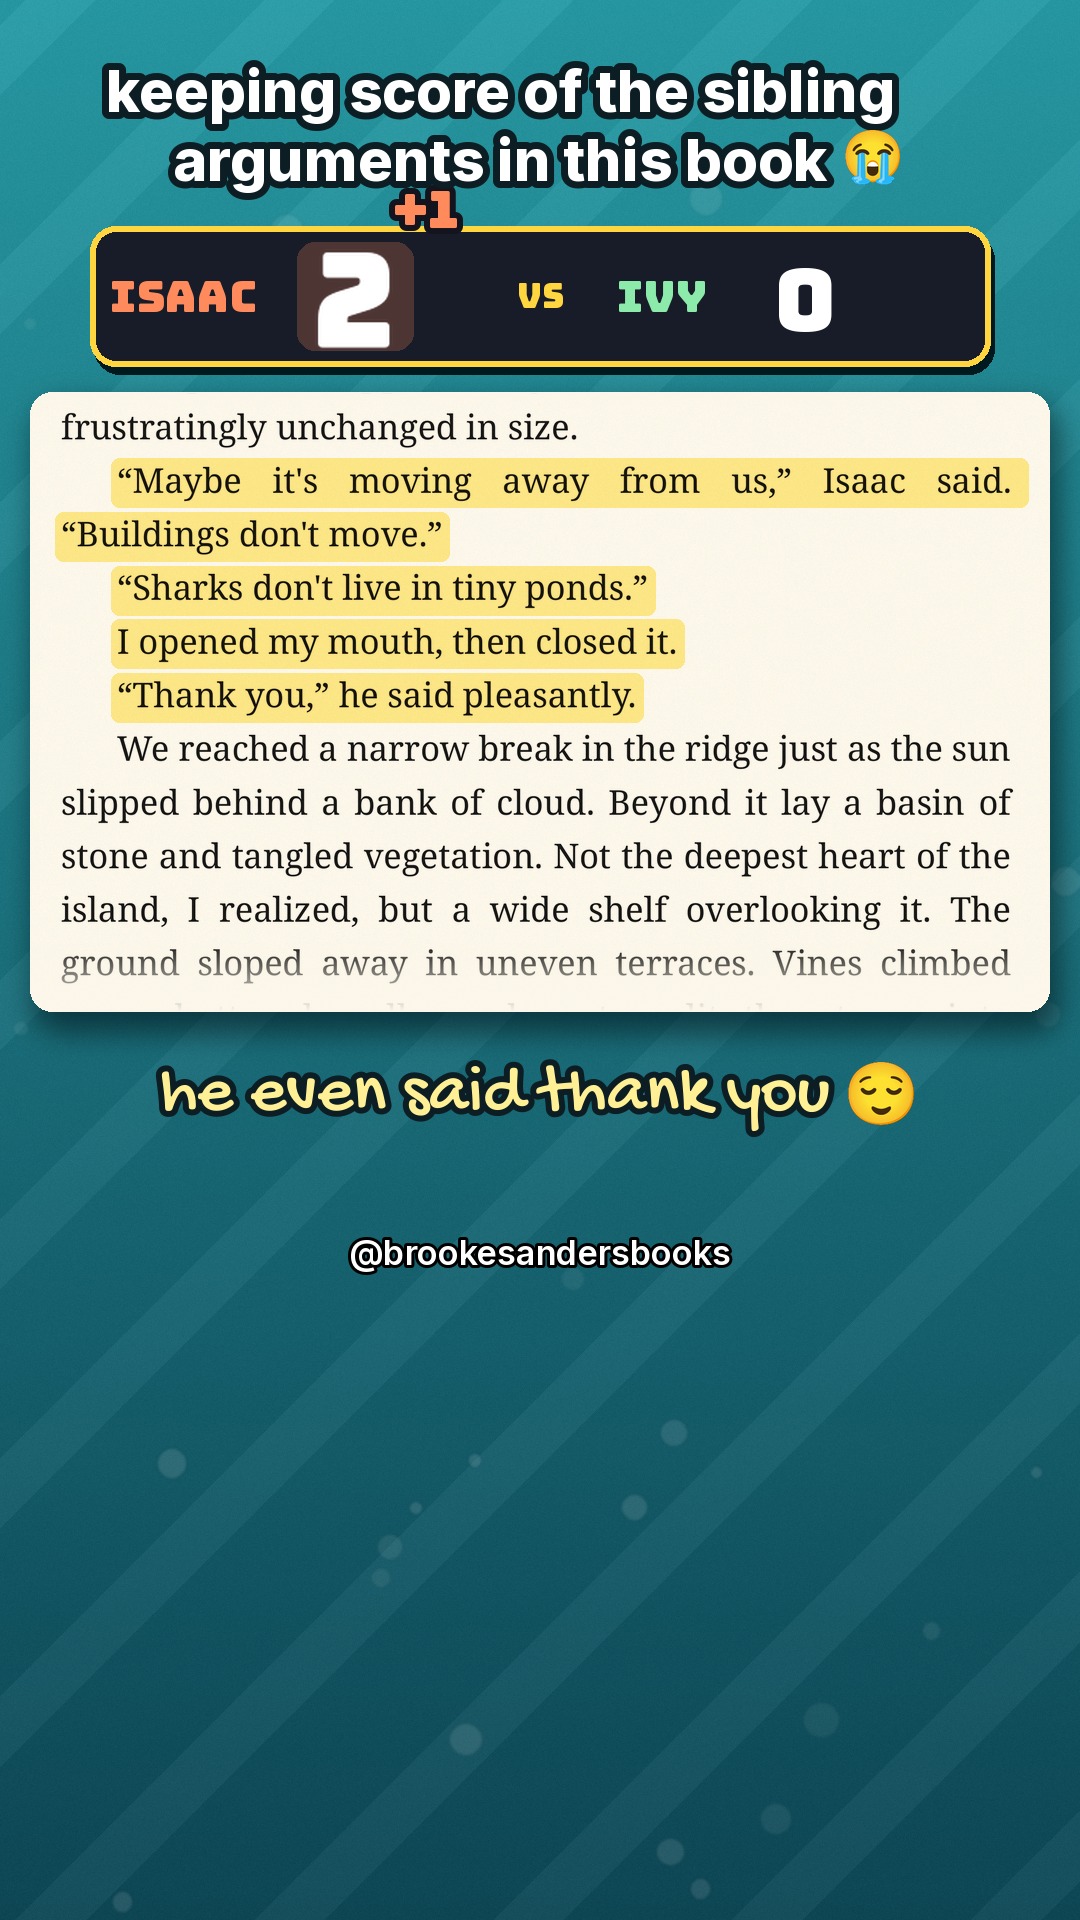 keeping score of the sibling
arguments in this book 😭
+1
ISAAC 2 VS IVY 0
frustratingly unchanged in size.
“Maybe it's moving away from us,” Isaac said.
“Buildings don't move.”
“Sharks don't live in tiny ponds.”
I opened my mouth, then closed it.
“Thank you,” he said pleasantly.
We reached a narrow break in the ridge just as the sun
slipped behind a bank of cloud. Beyond it lay a basin of
stone and tangled vegetation. Not the deepest heart of the
island, I realized, but a wide shelf overlooking it. The
ground sloped away in uneven terraces. Vines climbed
he even said thank you 😌
@brookesandersbooks